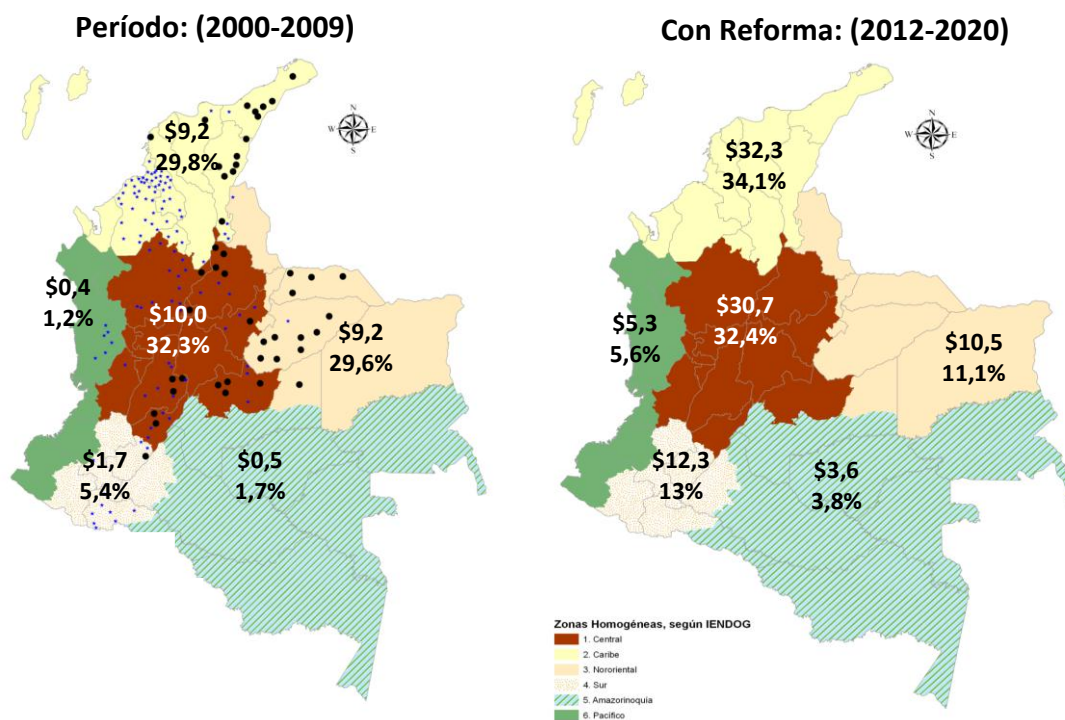 Período: (2000-2009)
N
W E
S
$9,2
29,8%
$0,4
1,2%
$10,0
32,3%
$9,2
29,6%
$1,7
5,4%
$0,5
1,7%
Con Reforma: (2012-2020)
N
W E
S
$32,3
34,1%
$5,3
5,6%
$30,7
32,4%
$10,5
11,1%
$12,3
13%
$3,6
3,8%
Zonas Homogéneas, según IENDOG
1. Central
2. Caribe
3. Nororiental
4. Sur
5. Amazorinoquía
6. Pacífico